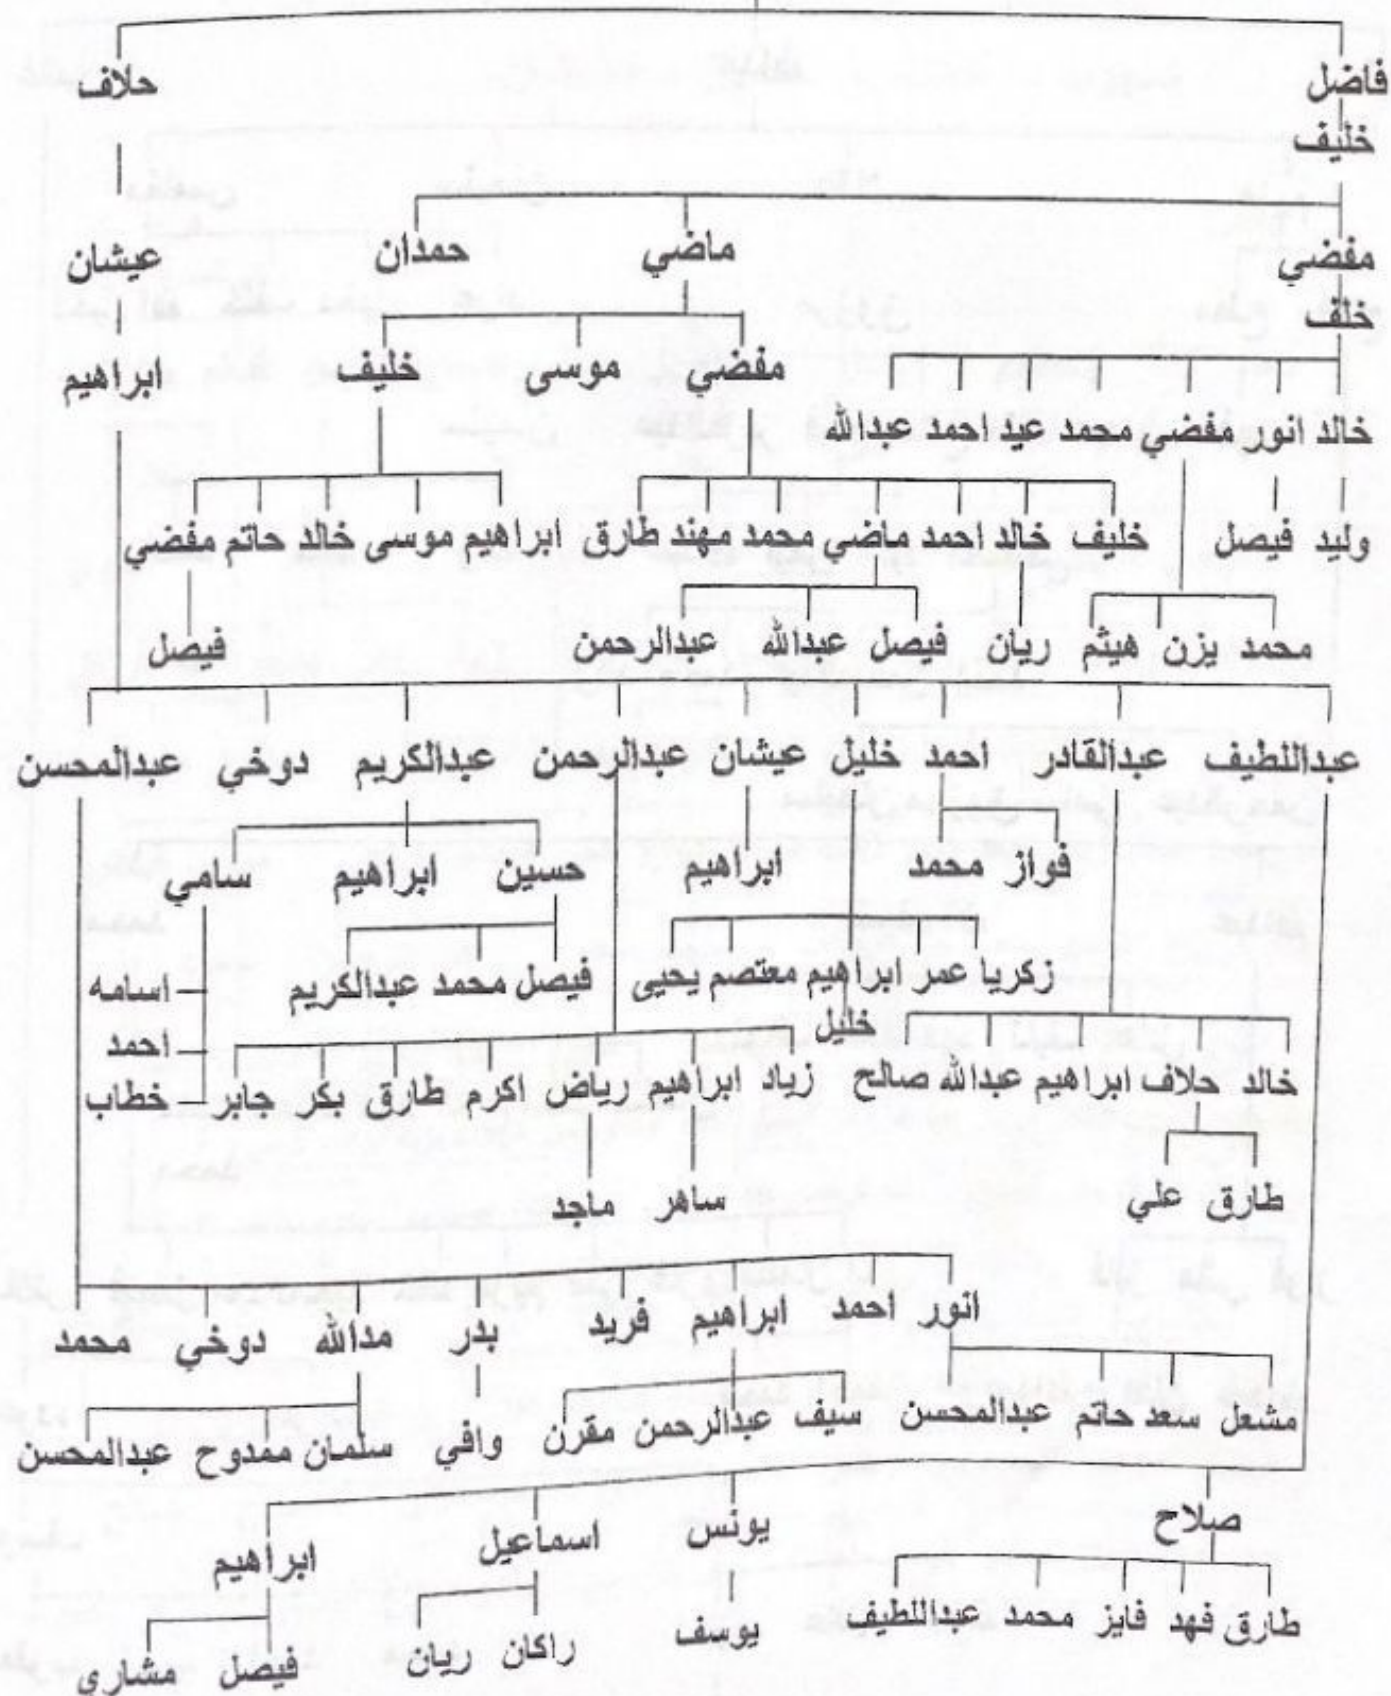 فاضل حلاف
خليف
مفضي ماضي حمدان عيشان
خلف
مفضي موسى خليف ابراهيم
خالد انور مفضي محمد عيد احمد عبدالله
وليد فيصل خليف خالد احمد ماضي محمد مهند طارق ابراهيم موسى خالد حاتم مفضي
محمد يزن هيثم ريان فيصل عبدالله عبدالرحمن فيصل
عبداللطيف عبدالقادر احمد خليل عيشان عبدالرحمن عبدالكريم دوخي عبدالمحسن
فواز محمد ابراهيم حسين ابراهيم سامي
زكريا عمر ابراهيم معتصم يحيى فيصل محمد عبدالكريم اسامه
خليل
احمد
خالد حلاف ابراهيم عبدالله صالح زياد ابراهيم رياض اكرم طارق بكر جابر خطاب
طارق علي ساهر ماجد
انور احمد ابراهيم فريد بدر مدالله دوخي محمد
مشعل سعد حاتم عبدالمحسن سيف عبدالرحمن مقرن وافي سلمان ممدوح عبدالمحسن
صلاح يونس اسماعيل ابراهيم
طارق فهد فايز محمد عبداللطيف يوسف راكان ريان فيصل مشاري